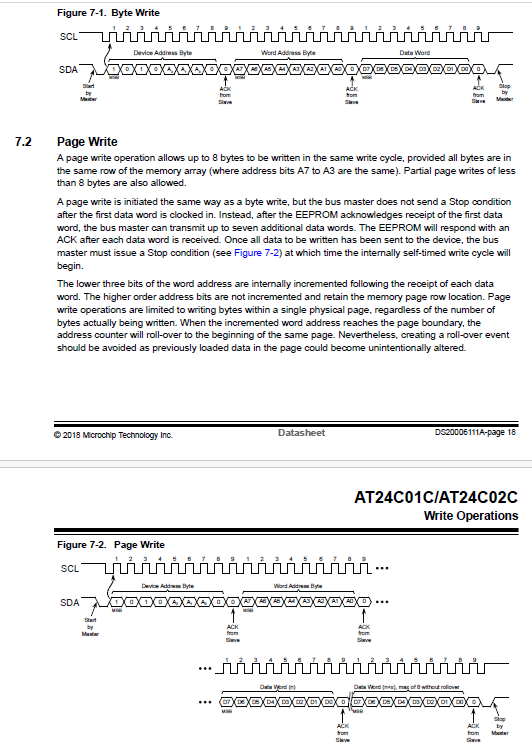 Figure 7-1. Byte Write
1 2 3 4 5 6 7 8 9 1 2 3 4 5 6 7 8 9 1 2 3 4 5 6 7 8 9
SCL
Device Address Byte Word Address Byte Data Word
SDA 1 0 1 0 A2 A1 A0 0 0 A7 A6 A5 A4 A3 A2 A1 A0 0 D7 D6 D5 D4 D3 D2 D1 D0 0
MSB MSB MSB
Start by Master
ACK from Slave
ACK from Slave
ACK from Slave
Stop by Master
7.2 Page Write
A page write operation allows up to 8 bytes to be written in the same write cycle, provided all bytes are in
the same row of the memory array (where address bits A7 to A3 are the same). Partial page writes of less
than 8 bytes are also allowed.
A page write is initiated the same way as a byte write, but the bus master does not send a Stop condition
after the first data word is clocked in. Instead, after the EEPROM acknowledges receipt of the first data
word, the bus master can transmit up to seven additional data words. The EEPROM will respond with an
ACK after each data word is received. Once all data to be written has been sent to the device, the bus
master must issue a Stop condition (see Figure 7-2) at which time the internally self-timed write cycle will
begin.
The lower three bits of the word address are internally incremented following the receipt of each data
word. The higher order address bits are not incremented and retain the memory page row location. Page
write operations are limited to writing bytes within a single physical page, regardless of the number of
bytes actually being written. When the incremented word address reaches the page boundary, the
address counter will roll-over to the beginning of the same page. Nevertheless, creating a roll-over event
should be avoided as previously loaded data in the page could become unintentionally altered.
© 2018 Microchip Technology Inc. Datasheet DS20006111A-page 18
AT24C01C/AT24C02C
Write Operations
Figure 7-2. Page Write
1 2 3 4 5 6 7 8 9 1 2 3 4 5 6 7 8 9
SCL
Device Address Byte Word Address Byte
SDA 1 0 1 0 A2 A1 A0 0 0 A7 A6 A5 A4 A3 A2 A1 A0 0
MSB MSB
Start by Master
ACK from Slave
ACK from Slave
1 2 3 4 5 6 7 8 9 1 2 3 4 5 6 7 8 9
Data Word (n) Data Word (n+x), max of 8 without rollover
D7 D6 D5 D4 D3 D2 D1 D0 0 D7 D6 D5 D4 D3 D2 D1 D0 0
MSB MSB
ACK from Slave
ACK from Slave
Stop by Master